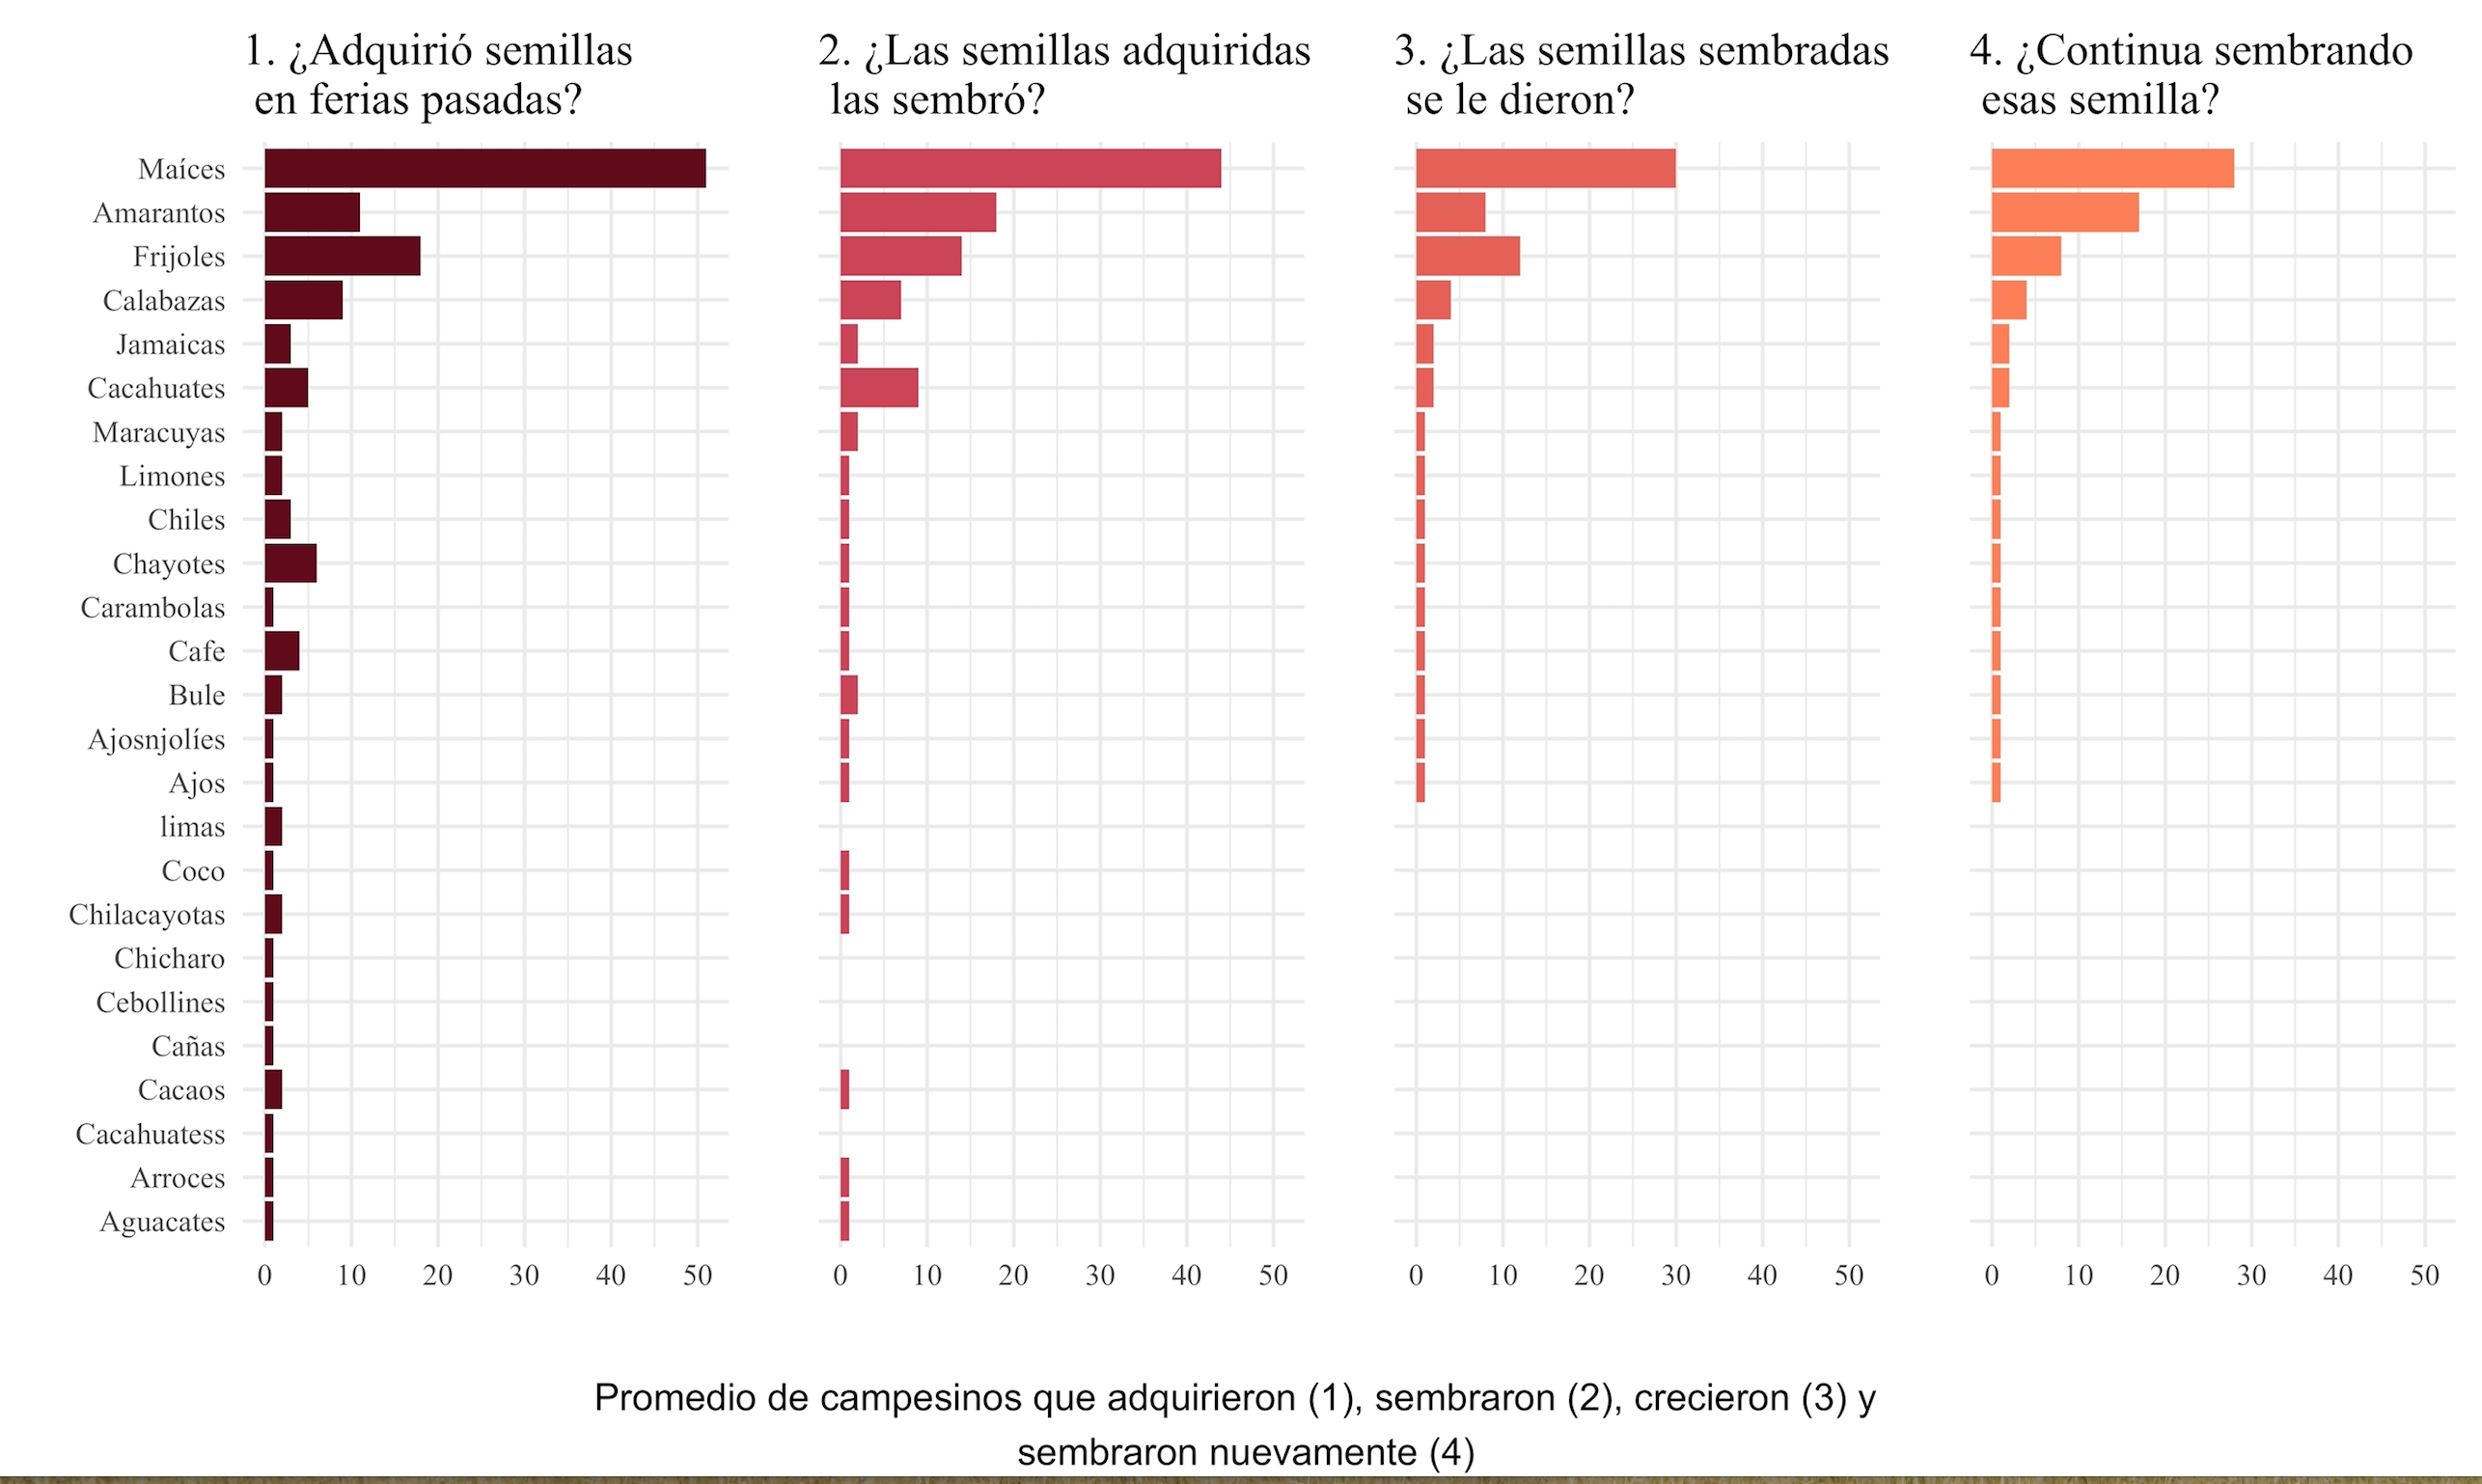 1. ¿Adquirió semillas
en ferias pasadas?
2. ¿Las semillas adquiridas
las sembró?
3. ¿Las semillas sembradas
se le dieron?
4. ¿Continua sembrando
esas semilla?
Maíces
Amarantos
Frijoles
Calabazas
Jamaicas
Cacahuates
Maracuyas
Limones
Chiles
Chayotes
Carambolas
Cafe
Bule
Ajosnjolíes
Ajos
limas
Coco
Chilacayotas
Chicharo
Cebollines
Cañas
Cacaos
Cacahuatess
Arroces
Aguacates
0 10 20 30 40 50
0 10 20 30 40 50
0 10 20 30 40 50
0 10 20 30 40 50
Promedio de campesinos que adquirieron (1), sembraron (2), crecieron (3) y
sembraron nuevamente (4)